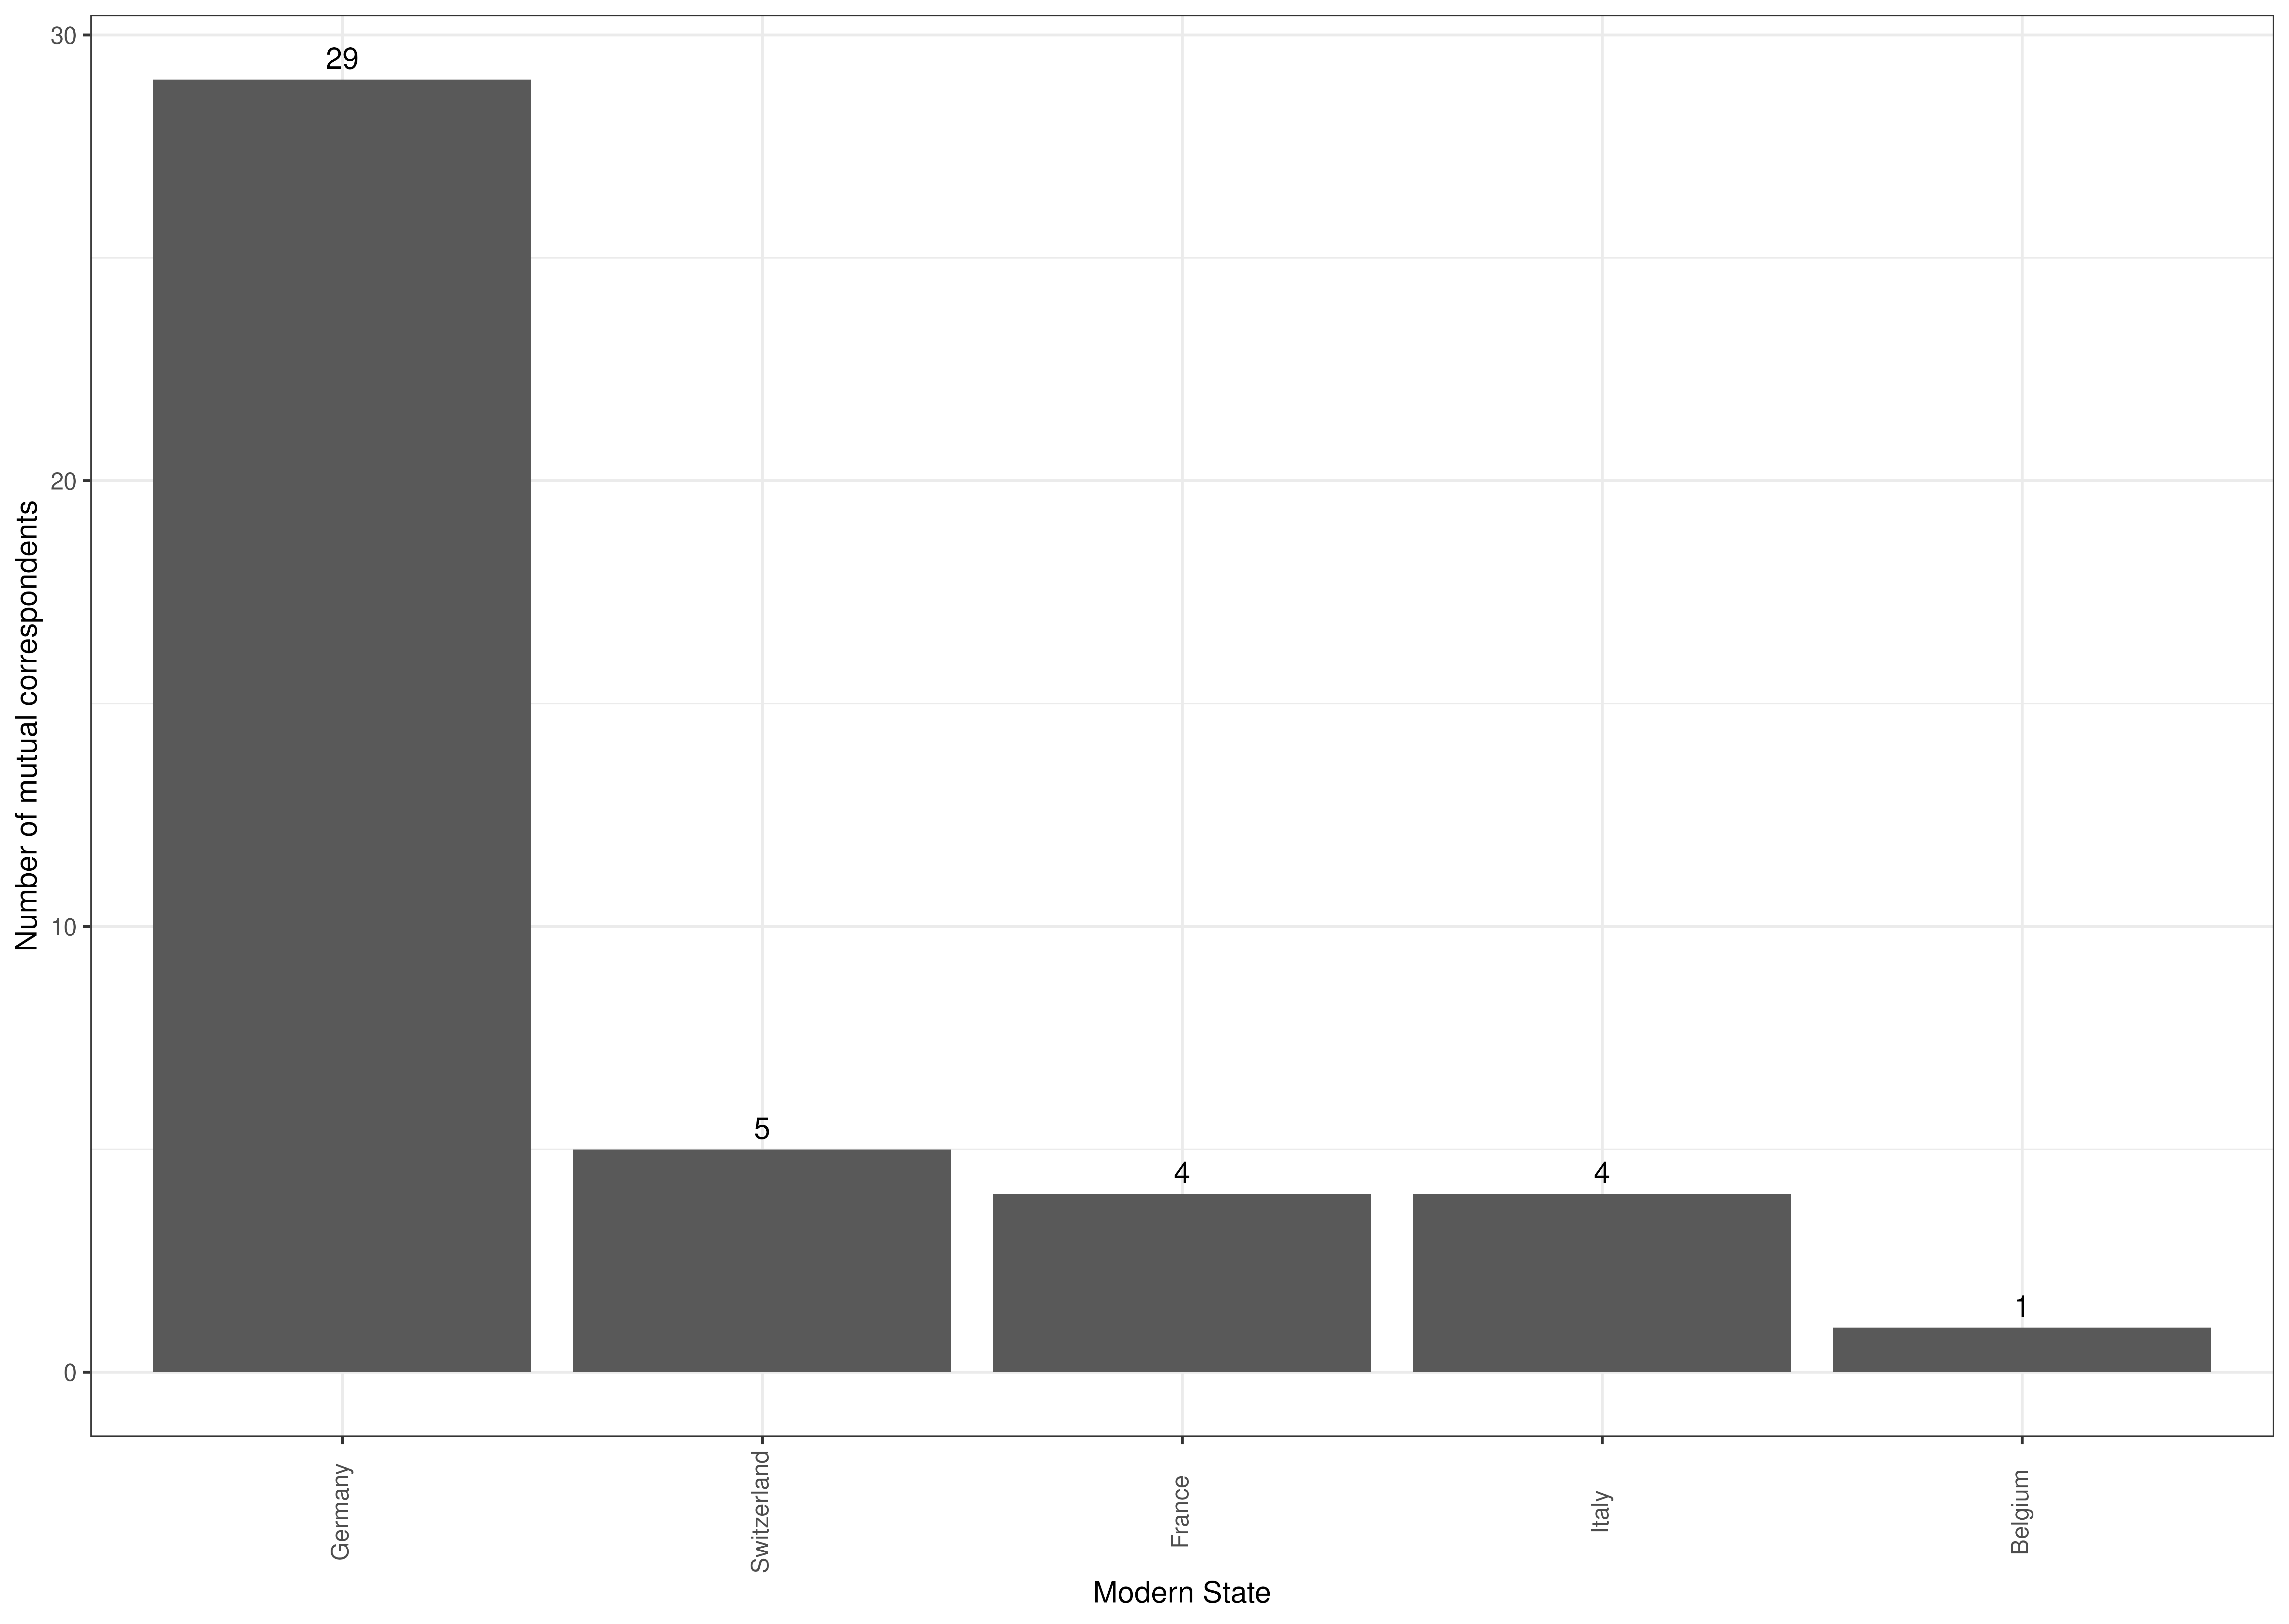 Number of mutual correspondents
30
20
10
0
29
5
4
4
1
Germany
Switzerland
France
Italy
Belgium
Modern State